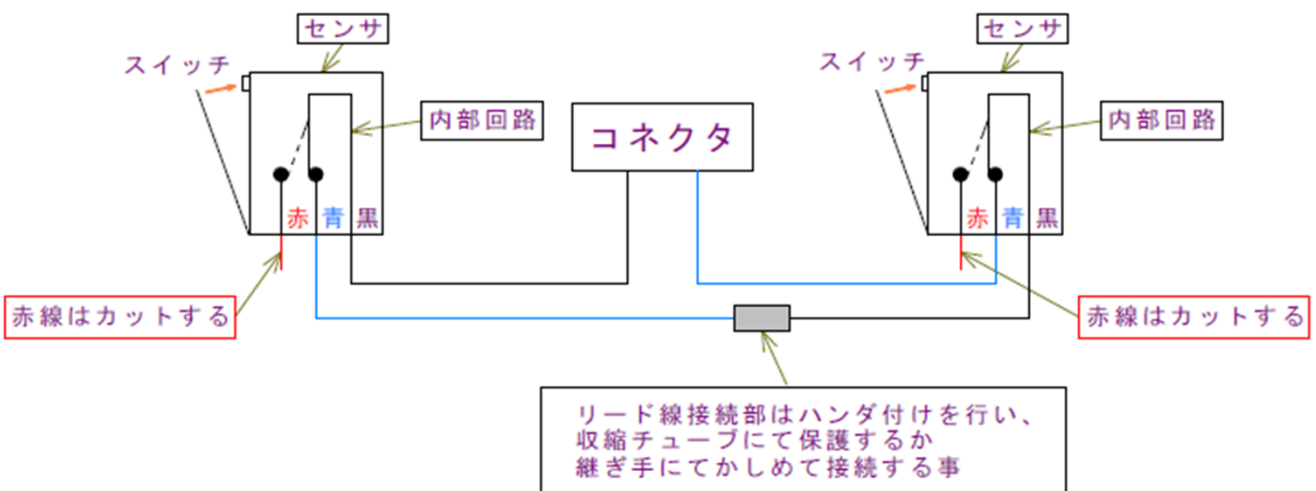 センサ
センサ
スイッチ
スイッチ
内部回路
コネクタ
内部回路
赤 青 黒
赤 青 黒
赤線はカットする
赤線はカットする
リード線接続部はハンダ付けを行い、
収縮チューブにて保護するか
継ぎ手にてかしめて接続する事